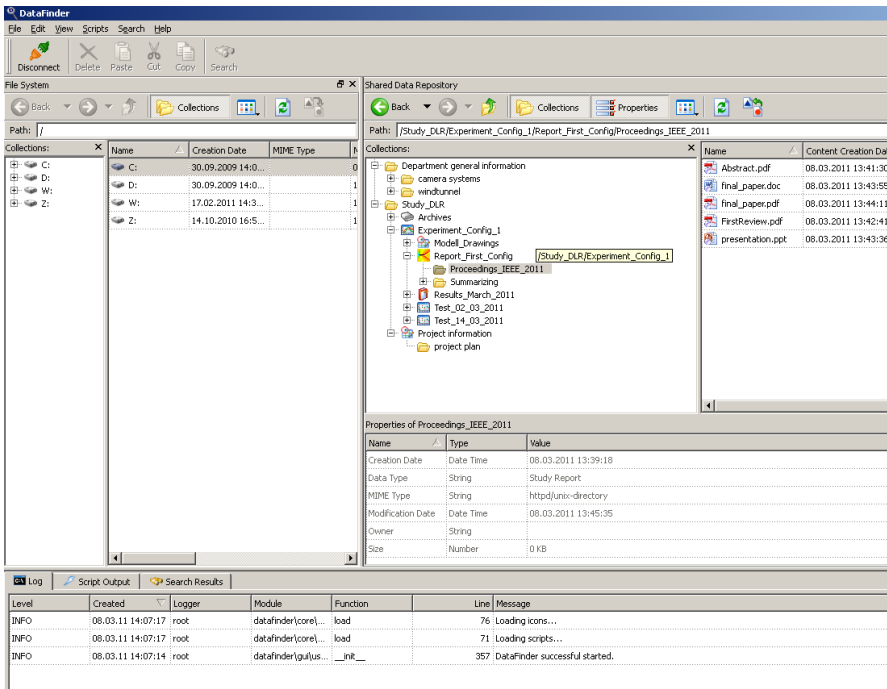 DataFinder
File Edit View Scripts Search Help
Disconnect Delete Paste Cut Copy Search
File System
Back Collections
Path: /
Collections:
C:
D:
W:
Z:
Name Creation Date MIME Type N
C: 30.09.2009 14:0... 0
D: 30.09.2009 14:0... 1
W: 17.02.2011 14:3... 1
Z: 14.10.2010 16:5... 1
Shared Data Repository
Back Collections Properties
Path: /Study_DLR/Experiment_Config_1/Report_First_Config/Proceedings_IEEE_2011
Collections:
Department general information
camera systems
windtunnel
Study_DLR
Archives
Experiment_Config_1
Modell_Drawings
Report_First_Config
/Study_DLR/Experiment_Config_1
Proceedings_IEEE_2011
Summarizing
Results_March_2011
Test_02_03_2011
Test_14_03_2011
Project information
project plan
Name Content Creation Dat
Abstract.pdf 08.03.2011 13:41:30
final_paper.doc 08.03.2011 13:43:55
final_paper.pdf 08.03.2011 13:44:11
FirstReview.pdf 08.03.2011 13:42:41
presentation.ppt 08.03.2011 13:43:36
Properties of Proceedings_IEEE_2011
Name Type Value
Creation Date Date Time 08.03.2011 13:39:18
Data Type String Study Report
MIME Type String httpd/unix-directory
Modification Date Date Time 08.03.2011 13:45:35
Owner String
Size Number 0 KB
Log Script Output Search Results
Level Created Logger Module Function Line Message
INFO 08.03.11 14:07:17 root datafinder\core\... load 76 Loading icons...
INFO 08.03.11 14:07:17 root datafinder\core\... load 71 Loading scripts...
INFO 08.03.11 14:07:14 root datafinder\gui\us... __init__ 357 DataFinder successful started.